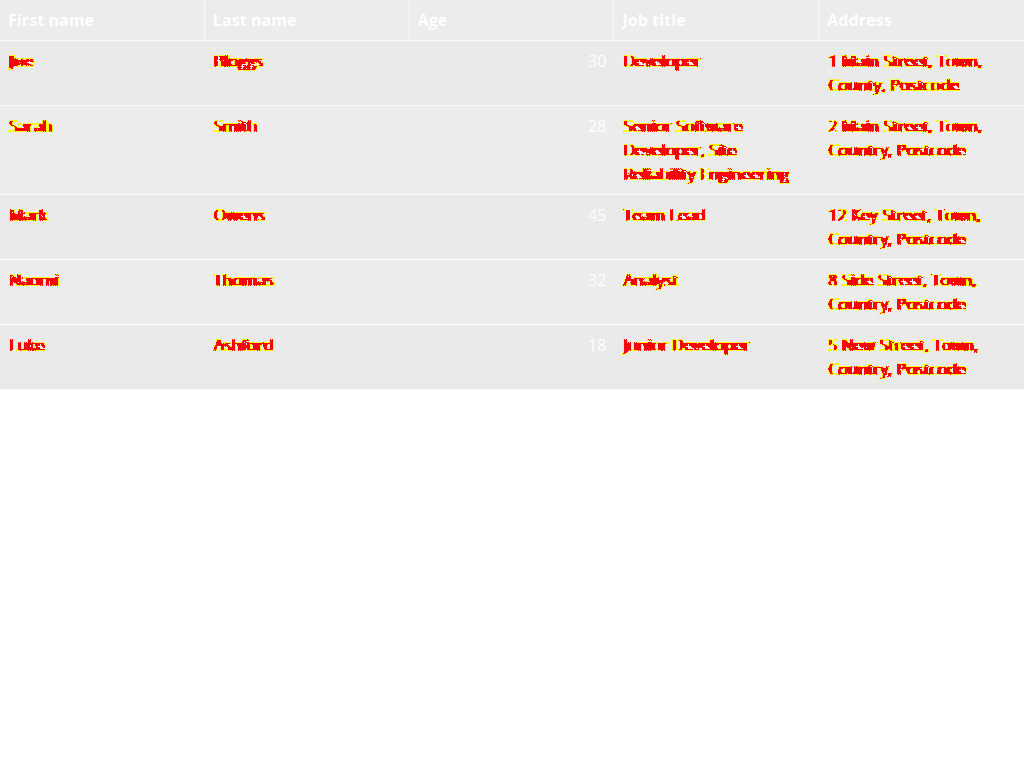 First name Last name Age Job title Address
Joe Bloggs 30 Developer 1 Main Street, Town,
County, Postcode
Sarah Smith 28 Senior Software 2 Main Street, Town,
Developer, Site Country, Postcode
Reliability Engineering
Mark Owens 45 Team Lead 12 Key Street, Town,
Country, Postcode
Naomi Thomas 32 Analyst 8 Side Street, Town,
Country, Postcode
Luke Ashford 18 Junior Developer 5 New Street, Town,
Country, Postcode